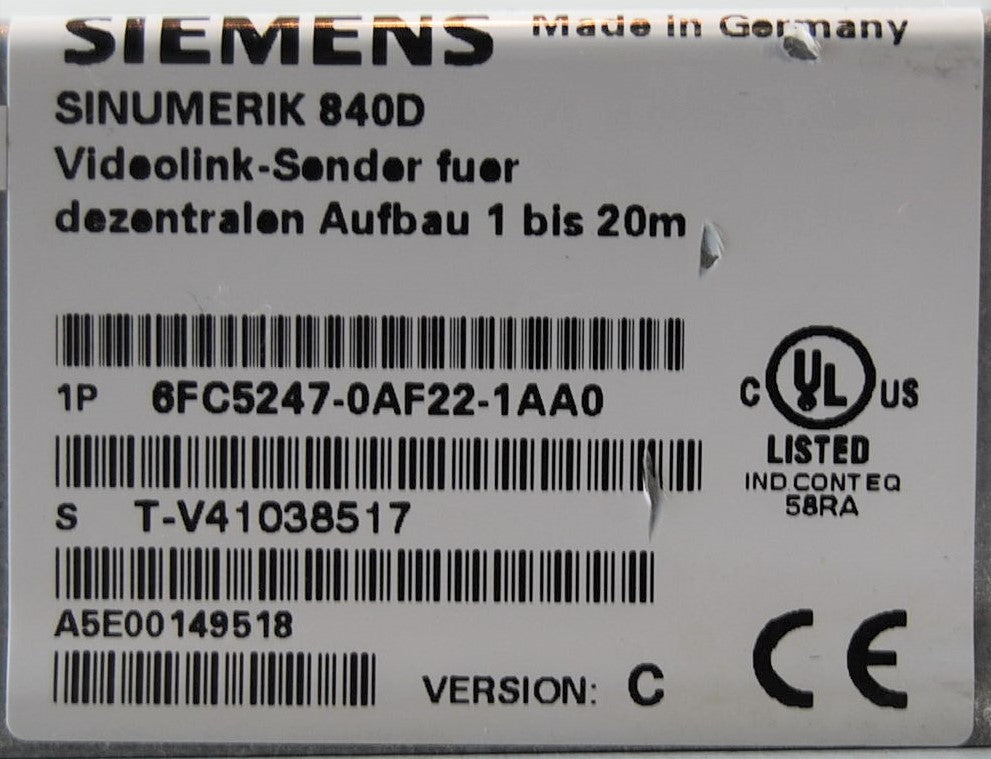 SIEMENS Made in Germany
SINUMERIK 840D
Videolink-Sender fuer
dezentralen Aufbau 1 bis 20m
1P 6FC5247-0AF22-1AA0
C UL US
LISTED
IND CONT EQ
58RA
S T-V41038517
A5E00149518
VERSION: C
CE